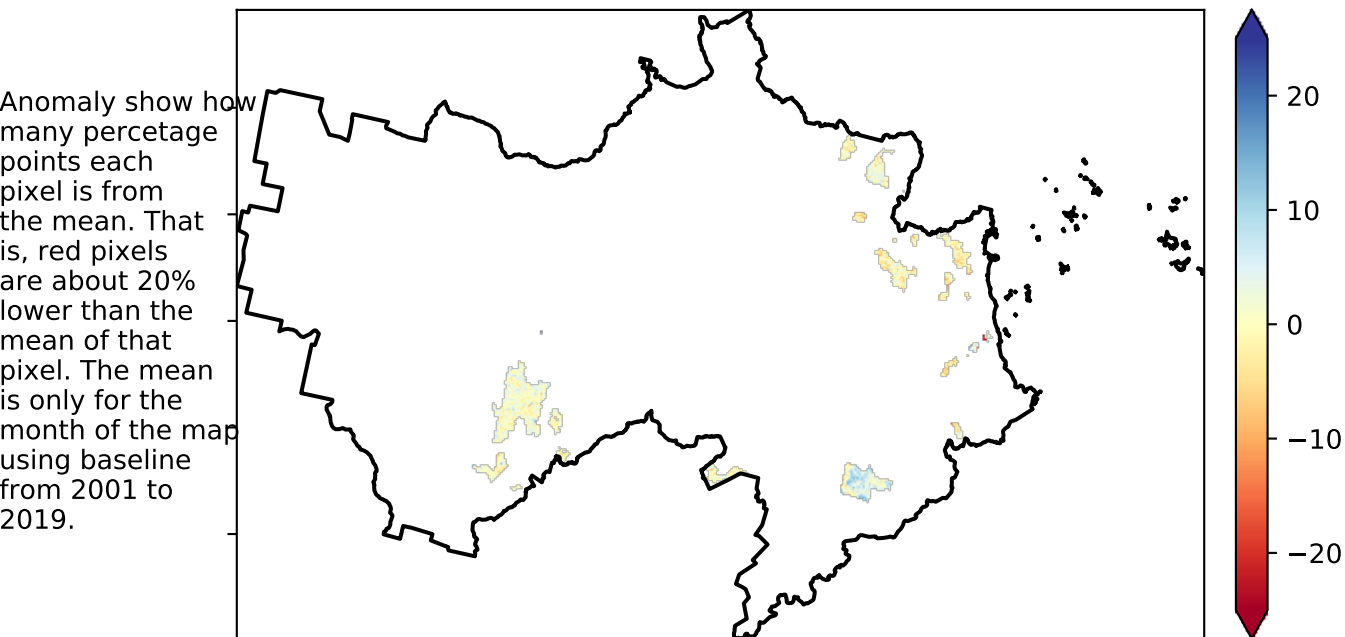 Anomaly show how
many percetage
points each
pixel is from
the mean. That
is, red pixels
are about 20%
lower than the
mean of that
pixel. The mean
is only for the
month of the map
using baseline
from 2001 to
2019.
20
10
0
−10
−20